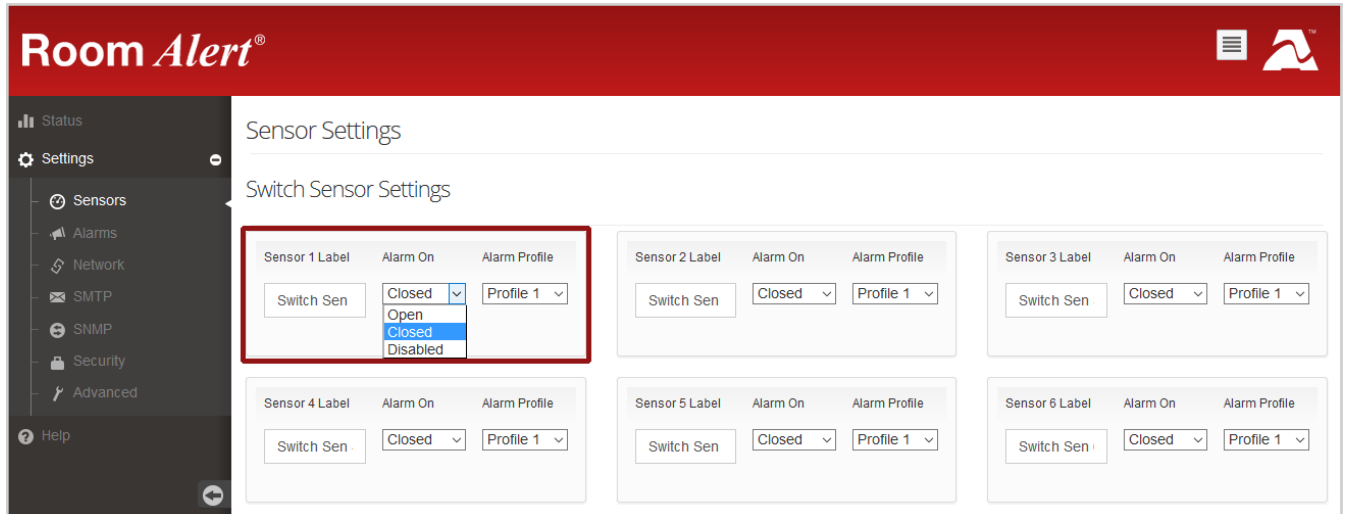 Room Alert®
TM
Status
Settings
Sensors
Alarms
Network
SMTP
SNMP
Security
Advanced
Help
Sensor Settings
Switch Sensor Settings
Sensor 1 Label Alarm On Alarm Profile
Switch Sen Closed Profile 1
Open
Closed
Disabled
Sensor 2 Label Alarm On Alarm Profile
Switch Sen Closed Profile 1
Sensor 3 Label Alarm On Alarm Profile
Switch Sen Closed Profile 1
Sensor 4 Label Alarm On Alarm Profile
Switch Sen Closed Profile 1
Sensor 5 Label Alarm On Alarm Profile
Switch Sen Closed Profile 1
Sensor 6 Label Alarm On Alarm Profile
Switch Sen Closed Profile 1